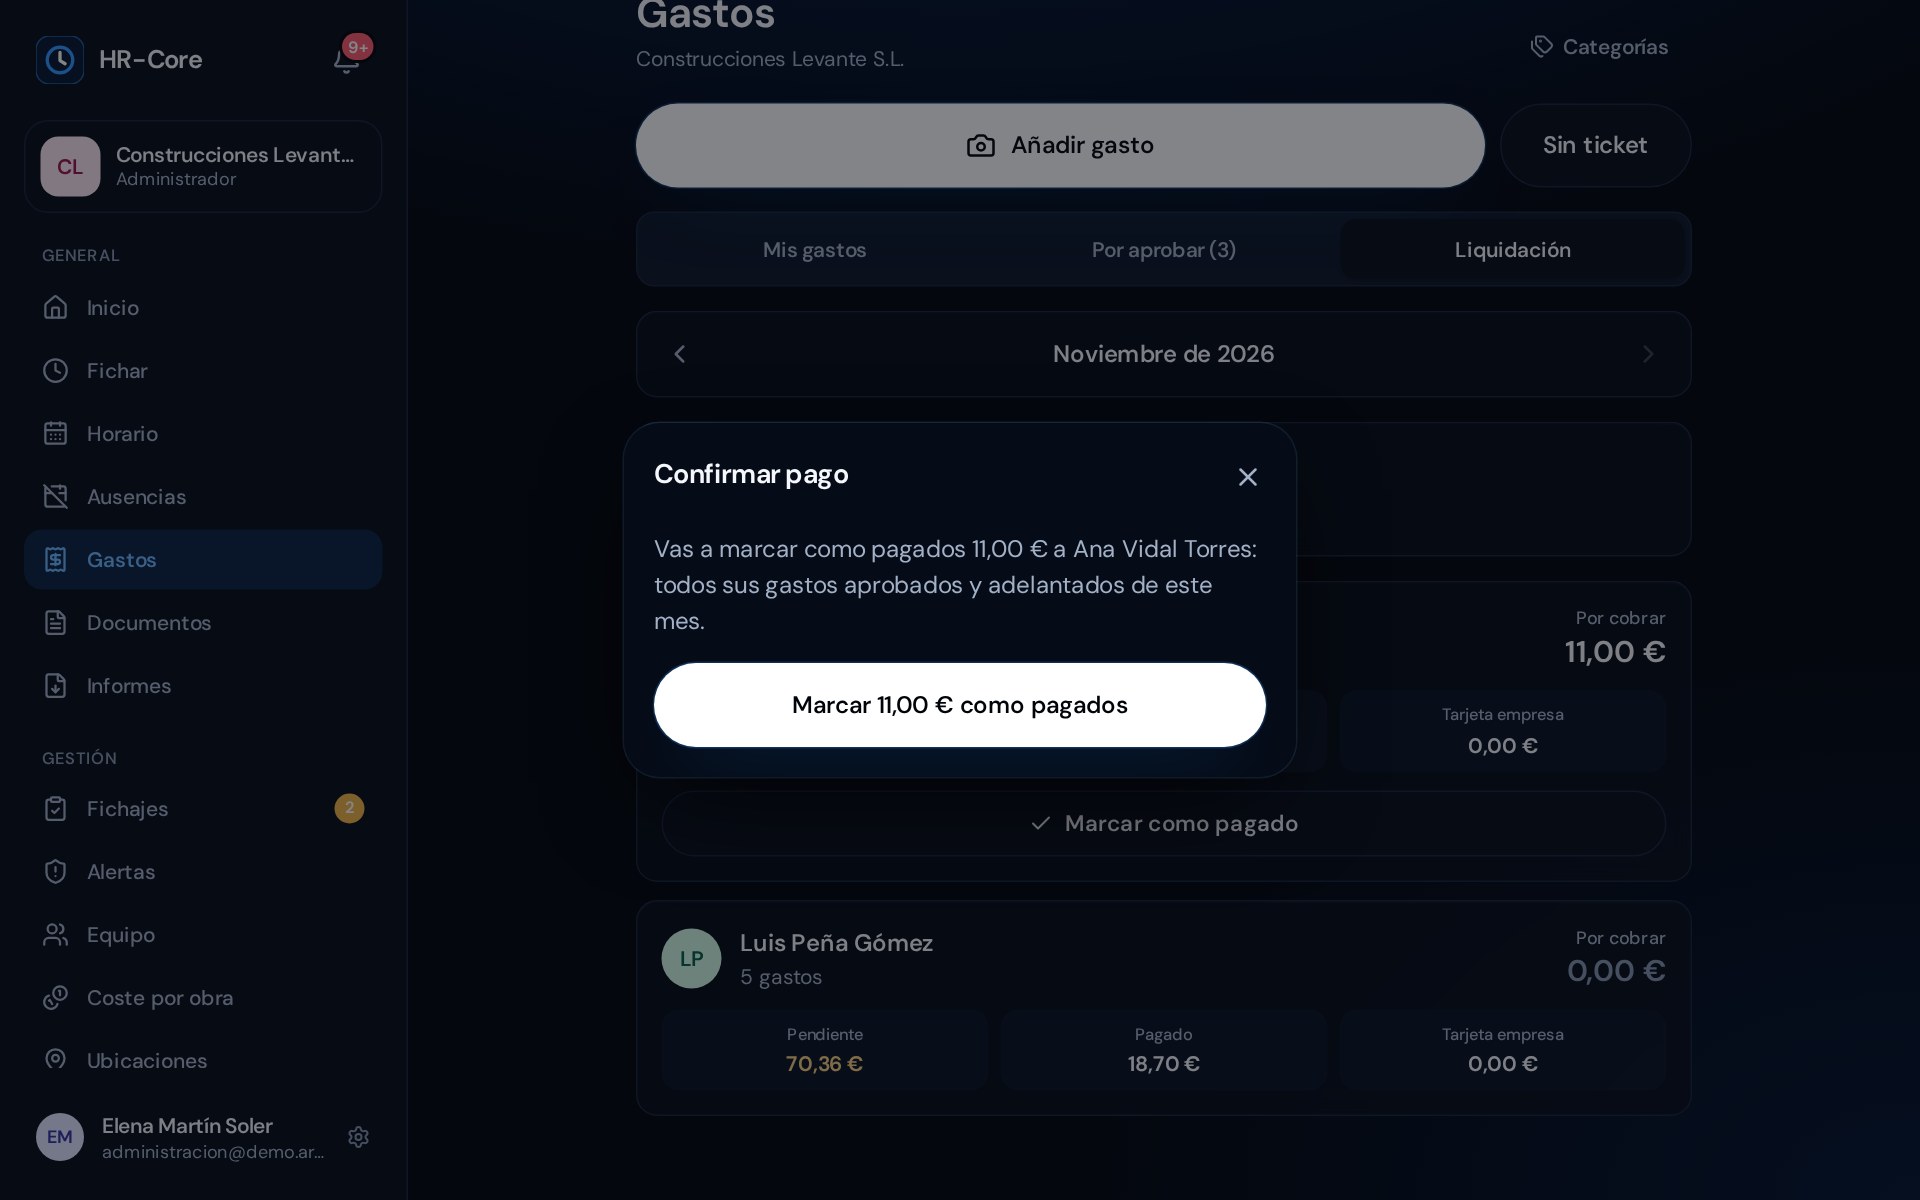 HR-Core
9+
CL
Construcciones Levant...
Administrador
GENERAL
Inicio
Fichar
Horario
Ausencias
Gastos
Documentos
Informes
GESTIÓN
Fichajes
2
Alertas
Equipo
Coste por obra
Ubicaciones
EM
Elena Martín Soler
administracion@demo.ar...
Gastos
Construcciones Levante S.L.
Categorías
Añadir gasto
Sin ticket
Mis gastos
Por aprobar (3)
Liquidación
Noviembre de 2026
Confirmar pago
Vas a marcar como pagados 11,00 € a Ana Vidal Torres:
todos sus gastos aprobados y adelantados de este
mes.
Marcar 11,00 € como pagados
Por cobrar
11,00 €
Tarjeta empresa
0,00 €
Marcar como pagado
LP
Luis Peña Gómez
5 gastos
Por cobrar
0,00 €
Pendiente
70,36 €
Pagado
18,70 €
Tarjeta empresa
0,00 €